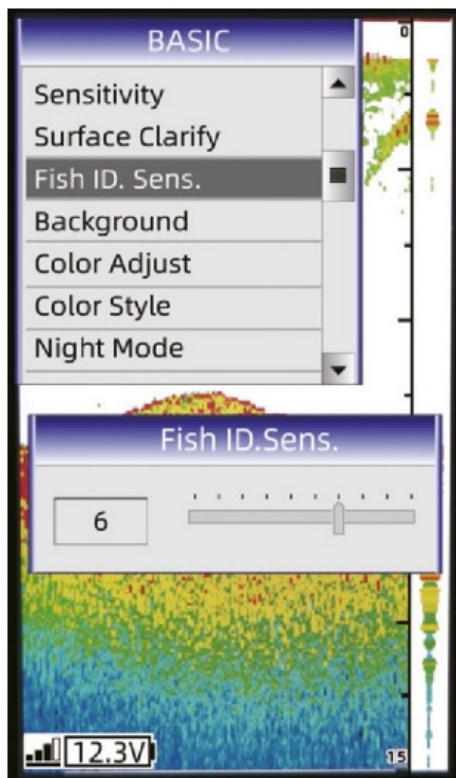 BASIC
0
Sensitivity
Surface Clarify
Fish ID. Sens.
Background
Color Adjust
Color Style
Night Mode
Fish ID.Sens.
6
12.3V
15